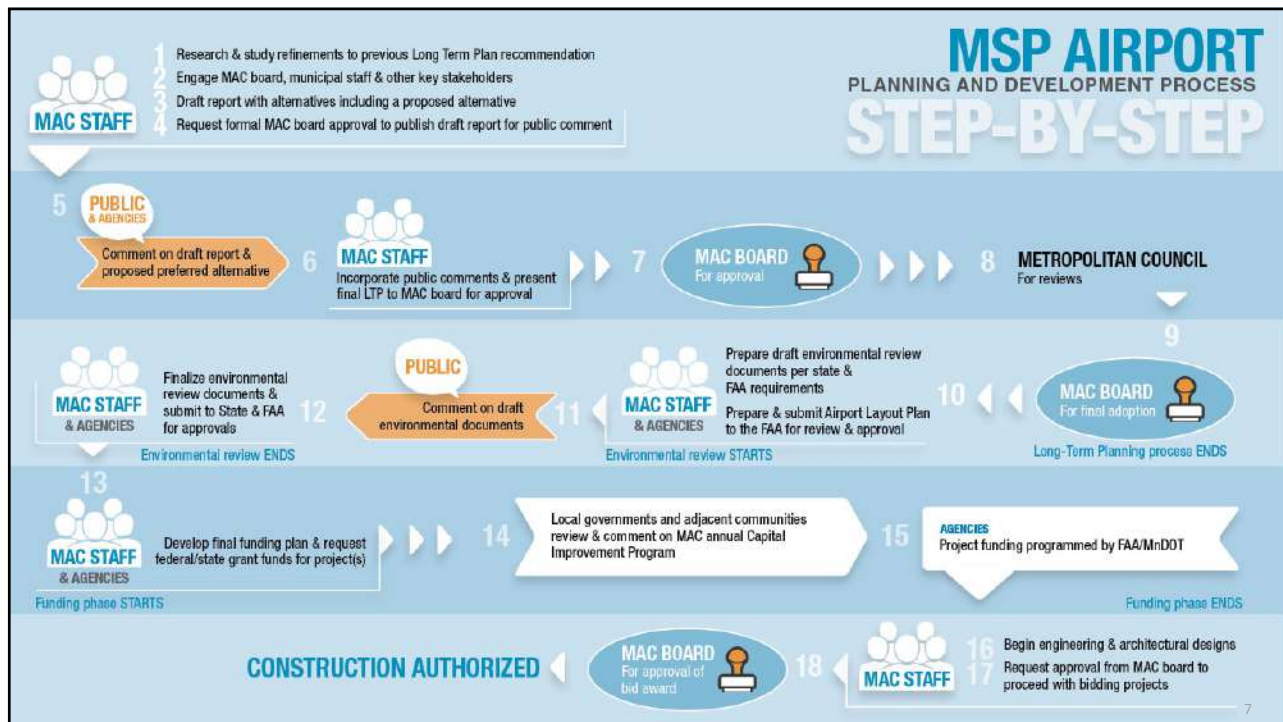 MSP AIRPORT
PLANNING AND DEVELOPMENT PROCESS
STEP-BY-STEP
1 Research & study refinements to previous Long Term Plan recommendation
2 Engage MAC board, municipal staff & other key stakeholders
3 Draft report with alternatives including a proposed alternative
4 Request formal MAC board approval to publish draft report for public comment
MAC STAFF
5
PUBLIC
& AGENCIES
Comment on draft report &
proposed preferred alternative
6
MAC STAFF
Incorporate public comments & present
final LTP to MAC board for approval
7
MAC BOARD
For approval
8
METROPOLITAN COUNCIL
For reviews
9
MAC BOARD
For final adoption
Long-Term Planning process ENDS
10
Prepare draft environmental review
documents per state &
FAA requirements
Prepare & submit Airport Layout Plan
to the FAA for review & approval
MAC STAFF
& AGENCIES
Environmental review STARTS
11
PUBLIC
Comment on draft
environmental documents
12
Finalize environmental
review documents &
submit to State & FAA
for approvals
MAC STAFF
& AGENCIES
Environmental review ENDS
13
MAC STAFF
& AGENCIES
Develop final funding plan & request
federal/state grant funds for project(s)
Funding phase STARTS
14
Local governments and adjacent communities
review & comment on MAC annual Capital
Improvement Program
15
AGENCIES
Project funding programmed by FAA/MnDOT
Funding phase ENDS
MAC STAFF
16 Begin engineering & architectural designs
17 Request approval from MAC board to
proceed with bidding projects
18
MAC BOARD
For approval of
bid award
CONSTRUCTION AUTHORIZED
7